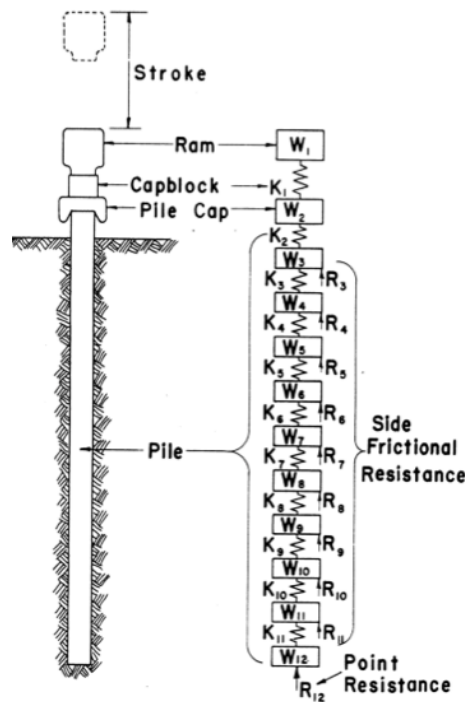 Stroke
Ram
W₁
Capblock
K₁
Pile Cap
W₂
K₂
W₃
K₃
R₃
W₄
K₄
R₄
W₅
K₅
R₅
W₆
K₆
R₆
Side
Frictional
Resistance
Pile
W₇
K₇
R₇
W₈
K₈
R₈
W₉
K₉
R₉
W₁₀
K₁₀
R₁₀
W₁₁
K₁₁
R₁₁
W₁₂
Point
Resistance
R₁₂